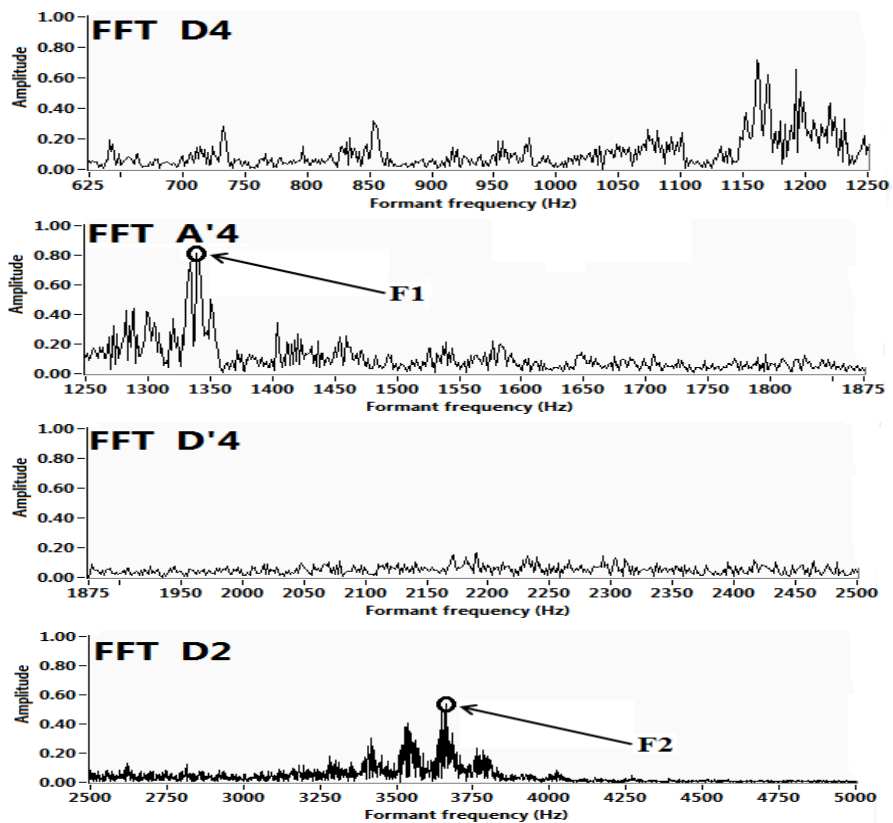 FFT D4
Amplitude
1.00
0.80
0.60
0.40
0.20
0.00
625 700 750 800 850 900 950 1000 1050 1100 1150 1200 1250
Formant frequency (Hz)
FFT A'4
Amplitude
1.00
0.80
0.60
0.40
0.20
0.00
F1
1250 1300 1350 1400 1450 1500 1550 1600 1650 1700 1750 1800 1875
Formant frequency (Hz)
FFT D'4
Amplitude
1.00
0.80
0.60
0.40
0.20
0.00
1875 1950 2000 2050 2100 2150 2200 2250 2300 2350 2400 2450 2500
Formant frequency (Hz)
FFT D2
Amplitude
1.00
0.80
0.60
0.40
0.20
0.00
F2
2500 2750 3000 3250 3500 3750 4000 4250 4500 4750 5000
Formant frequency (Hz)